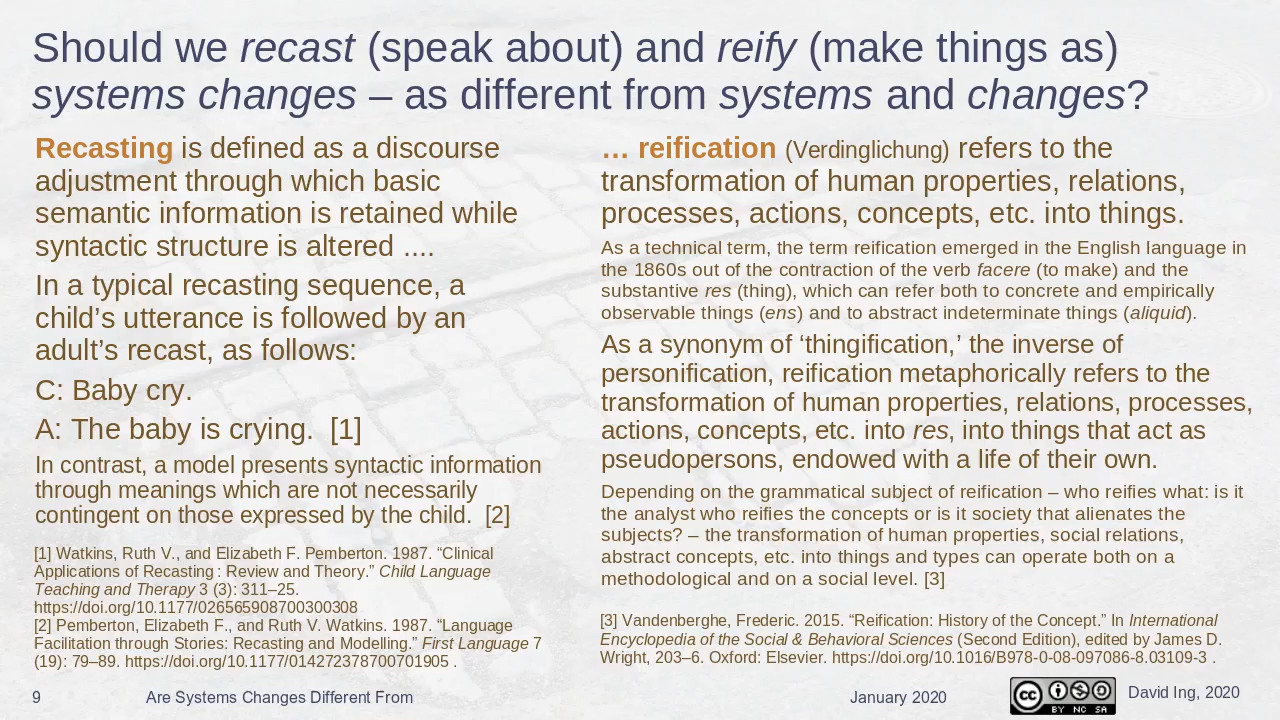 Should we recast (speak about) and reify (make things as)
systems changes – as different from systems and changes?
Recasting is defined as a discourse
adjustment through which basic
semantic information is retained while
syntactic structure is altered ....
In a typical recasting sequence, a
child’s utterance is followed by an
adult’s recast, as follows:
C: Baby cry.
A: The baby is crying. [1]
In contrast, a model presents syntactic information
through meanings which are not necessarily
contingent on those expressed by the child. [2]
[1] Watkins, Ruth V., and Elizabeth F. Pemberton. 1987. “Clinical
Applications of Recasting : Review and Theory.” Child Language
Teaching and Therapy 3 (3): 311–25.
https://doi.org/10.1177/026565908700300308
[2] Pemberton, Elizabeth F., and Ruth V. Watkins. 1987. “Language
Facilitation through Stories: Recasting and Modelling.” First Language 7
(19): 79–89. https://doi.org/10.1177/014272378700701905 .
… reification (Verdinglichung) refers to the
transformation of human properties, relations,
processes, actions, concepts, etc. into things.
As a technical term, the term reification emerged in the English language in
the 1860s out of the contraction of the verb facere (to make) and the
substantive res (thing), which can refer both to concrete and empirically
observable things (ens) and to abstract indeterminate things (aliquid).
As a synonym of ‘thingification,’ the inverse of
personification, reification metaphorically refers to the
transformation of human properties, relations, processes,
actions, concepts, etc. into res, into things that act as
pseudopersons, endowed with a life of their own.
Depending on the grammatical subject of reification – who reifies what: is it
the analyst who reifies the concepts or is it society that alienates the
subjects? – the transformation of human properties, social relations,
abstract concepts, etc. into things and types can operate both on a
methodological and on a social level. [3]
[3] Vandenberghe, Frederic. 2015. “Reification: History of the Concept.” In International
Encyclopedia of the Social & Behavioral Sciences (Second Edition), edited by James D.
Wright, 203–6. Oxford: Elsevier. https://doi.org/10.1016/B978-0-08-097086-8.03109-3 .
9
Are Systems Changes Different From
January 2020
cc
BY NC SA
David Ing, 2020